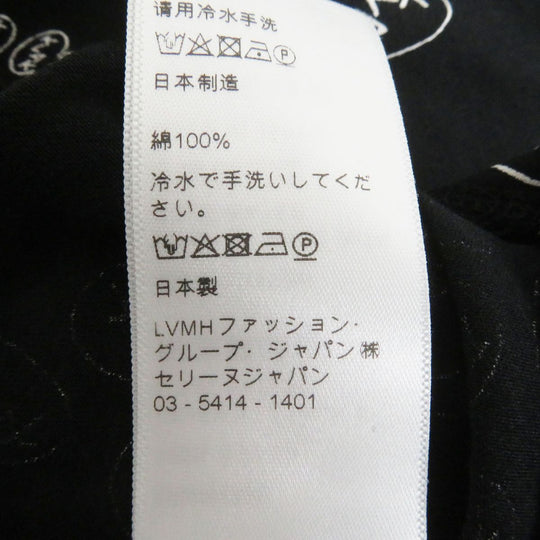 请用冷水手洗
日本制造
綿100%
冷水で手洗いしてくだ
さい。
P
日本製
LVMHファッション・
グループ・ジャパン㈱
セリーヌジャパン
03 - 5414 - 1401